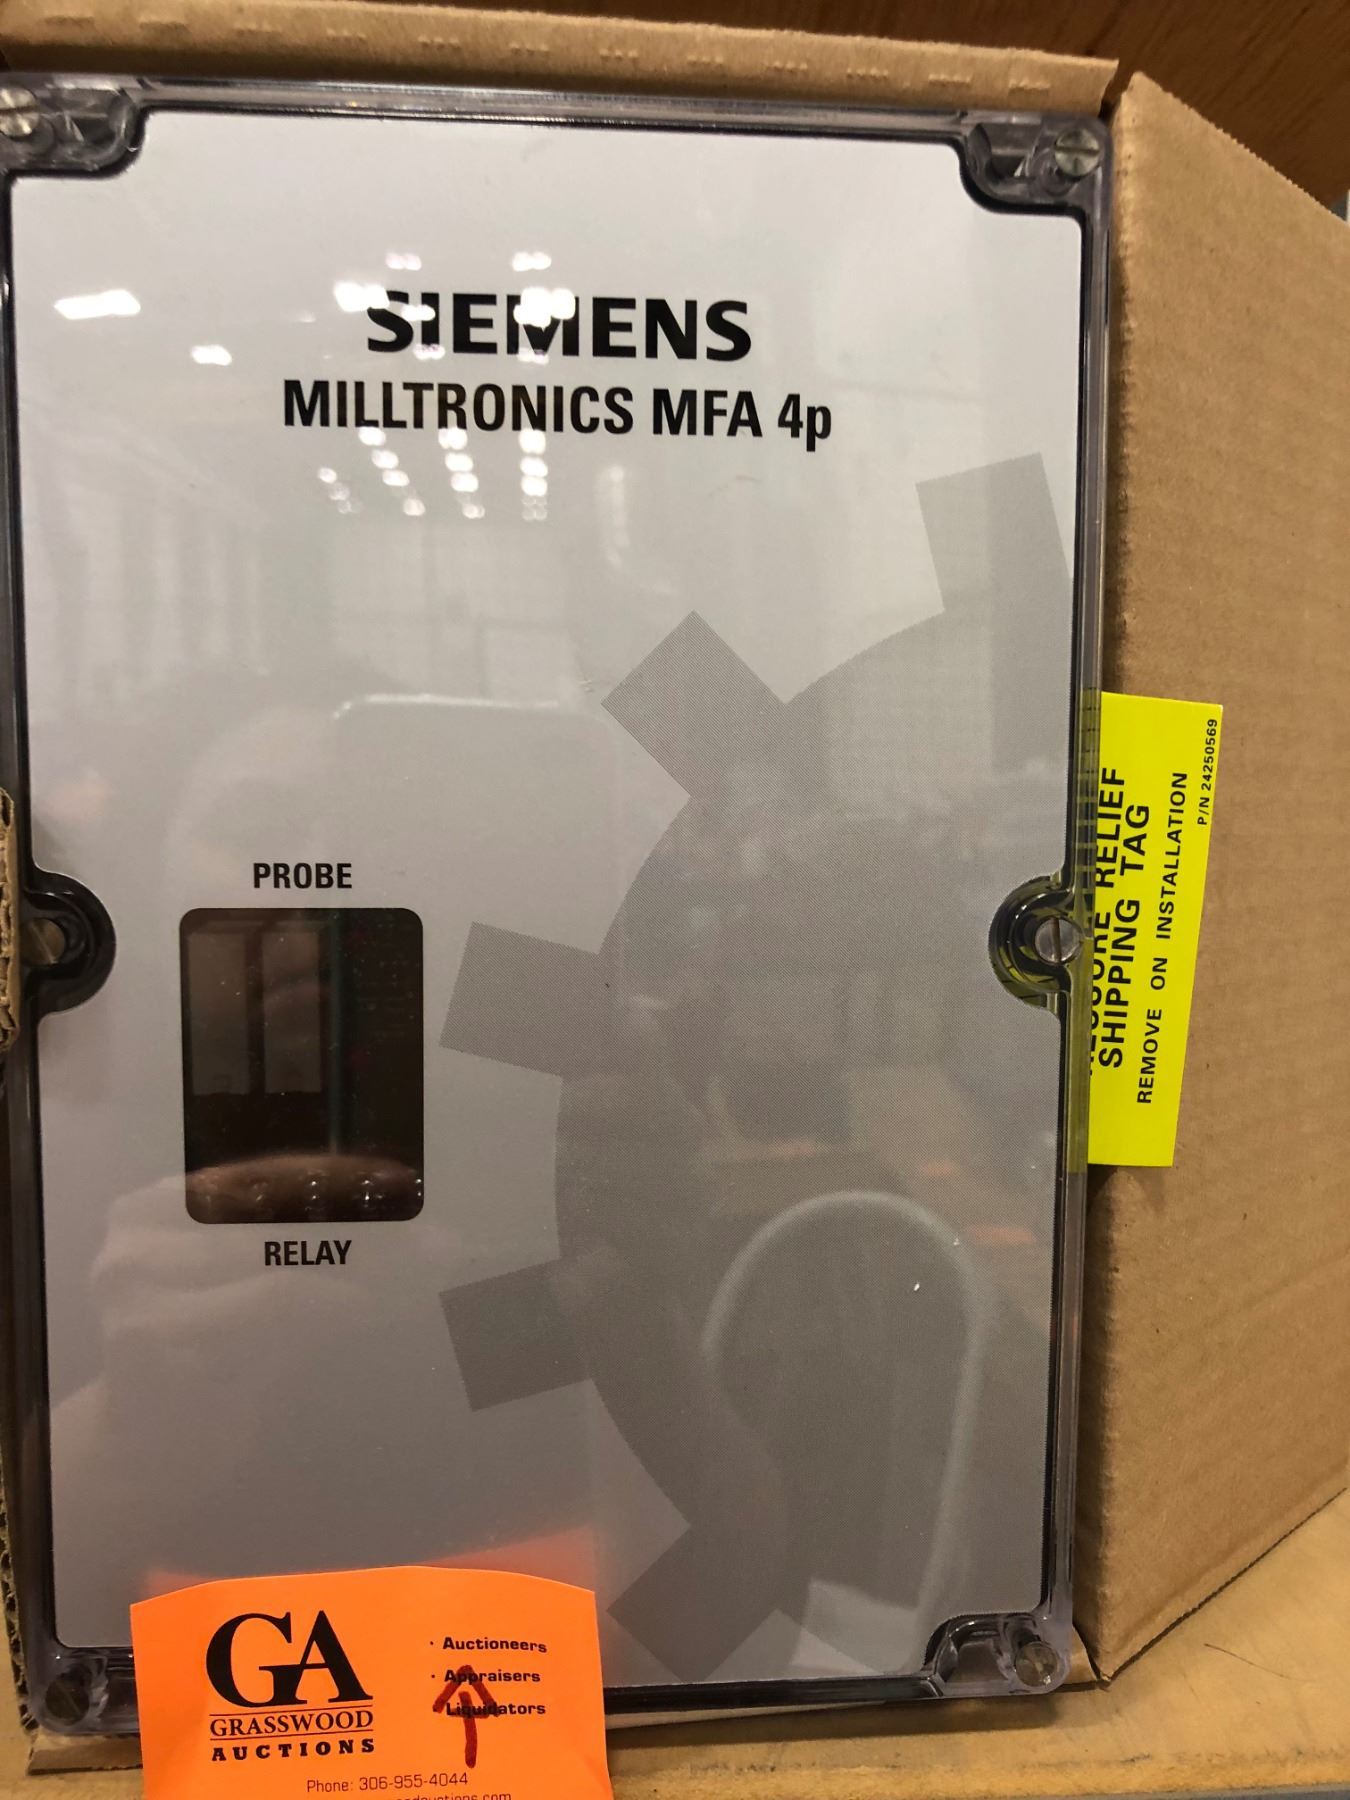 SIEMENS
MILLTRONICS MFA 4p
PROBE
RELAY
RELIEF
SHIPPING TAG
REMOVE ON INSTALLATION
P/N 24250569
GA
GRASSWOOD
AUCTIONS
· Auctioneers
· Appraisers
Liquidators
Phone: 306-955-4044